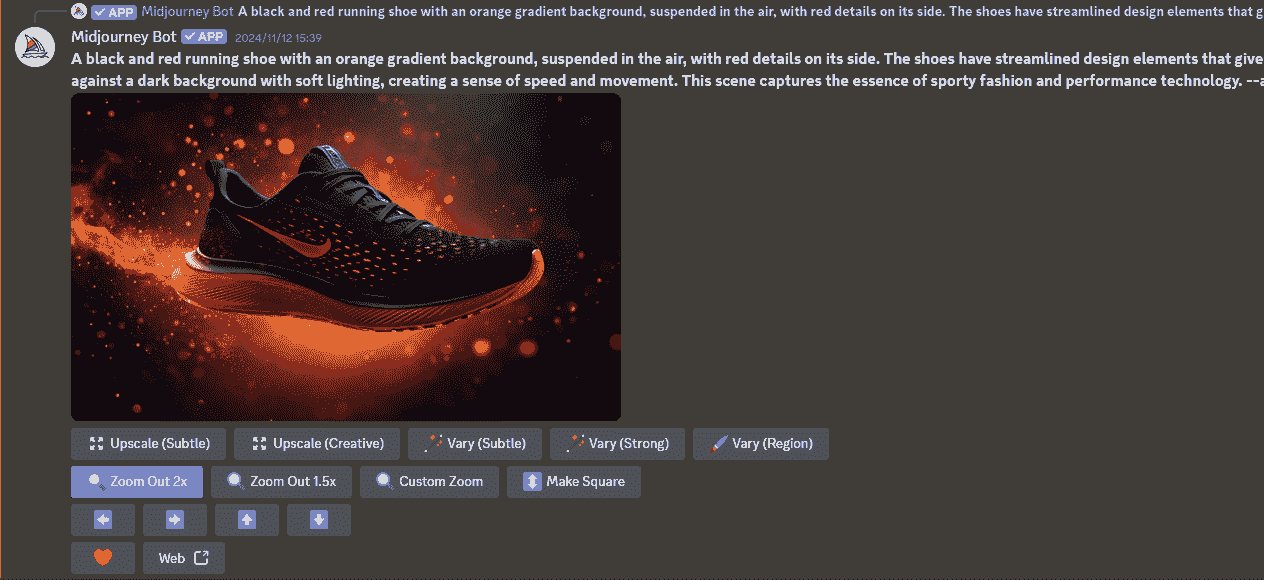 APP Midjourney Bot A black and red running shoe with an orange gradient background, suspended in the air, with red details on its side. The shoes have streamlined design elements that g
Midjourney Bot APP 2024/11/12 15:39
A black and red running shoe with an orange gradient background, suspended in the air, with red details on its side. The shoes have streamlined design elements that give
against a dark background with soft lighting, creating a sense of speed and movement. This scene captures the essence of sporty fashion and performance technology. --a
Upscale (Subtle) Upscale (Creative) Vary (Subtle) Vary (Strong) Vary (Region)
Zoom Out 2x Zoom Out 1.5x Custom Zoom Make Square
Web